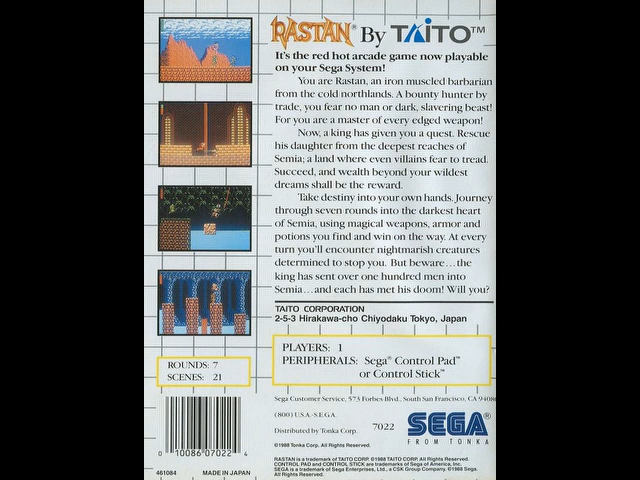 RASTAN® By TAITO™
It's the red hot arcade game now playable
on your Sega System!
You are Rastan, an iron muscled barbarian
from the cold northlands. A bounty hunter by
trade, you fear no man or dark, slavering beast!
For you are a master of every edged weapon!
Now, a king has given you a quest. Rescue
his daughter from the deepest reaches of
Semia; a land where even villains fear to tread.
Succeed, and wealth beyond your wildest
dreams shall be the reward.
Take destiny into your own hands. Journey
through seven rounds into the darkest heart
of Semia, using magical weapons, armor and
potions you find and win on the way. At every
turn you'll encounter nightmarish creatures
determined to stop you. But beware...the
king has sent over one hundred men into
Semia...and each has met his doom! Will you?
TAITO CORPORATION
2-5-3 Hirakawa-cho Chiyodaku Tokyo, Japan
PLAYERS: 1
PERIPHERALS: Sega® Control Pad™
or Control Stick™
ROUNDS: 7
SCENES: 21
Sega Customer Service, 573 Forbes Blvd., South San Francisco, CA
(800) U.S.A.-S.E.G.A.
Distributed by Tonka Corp. 7022
©1988 Tonka Corp. All Rights Reserved.
SEGA®
FROM TONKA
0 10086 07022 4
461084 MADE IN JAPAN
RASTAN is a trademark of TAITO CORP. ©1988 TAITO CORP. All Rights Reserved.
CONTROL PAD and CONTROL STICK are trademarks of Sega of America, Inc.
SEGA is a trademark of Sega Enterprises, Ltd., a CSK Group Company. ©1988 Sega.
All Rights Reserved.